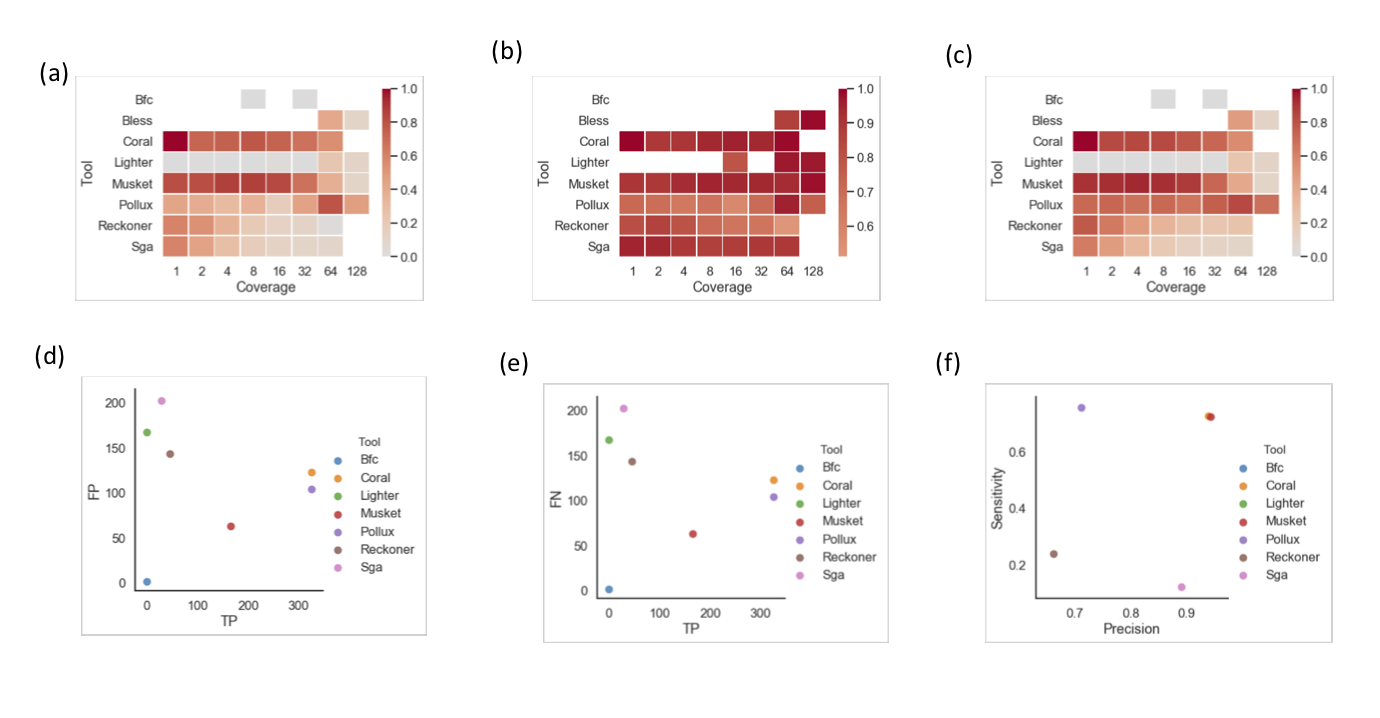 (a)
Tool
Bfc
Bless
Coral
Lighter
Musket
Pollux
Reckoner
Sga
1 2 4 8 16 32 64 128
Coverage
1.0
0.8
0.6
0.4
0.2
0.0
(b)
Tool
Bfc
Bless
Coral
Lighter
Musket
Pollux
Reckoner
Sga
1 2 4 8 16 32 64 128
Coverage
1.0
0.9
0.8
0.7
0.6
(c)
Tool
Bfc
Bless
Coral
Lighter
Musket
Pollux
Reckoner
Sga
1 2 4 8 16 32 64 128
Coverage
1.0
0.8
0.6
0.4
0.2
0.0
(d)
FP
200
150
100
50
0
0 100 200 300
TP
Tool
Bfc
Coral
Lighter
Musket
Pollux
Reckoner
Sga
(e)
FN
200
150
100
50
0
0 100 200 300
TP
Tool
Bfc
Coral
Lighter
Musket
Pollux
Reckoner
Sga
(f)
Sensitivity
0.6
0.4
0.2
0.7 0.8 0.9
Precision
Tool
Bfc
Coral
Lighter
Musket
Pollux
Reckoner
Sga